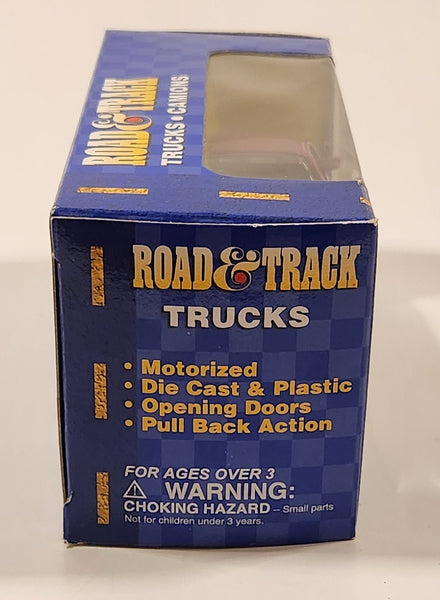 ROAD & TRACK
TRUCKS • CAMIONS
ROAD & TRACK
TRUCKS
• Motorized
• Die Cast & Plastic
• Opening Doors
• Pull Back Action
FOR AGES OVER 3
⚠ WARNING:
CHOKING HAZARD – Small parts
Not for children under 3 years.